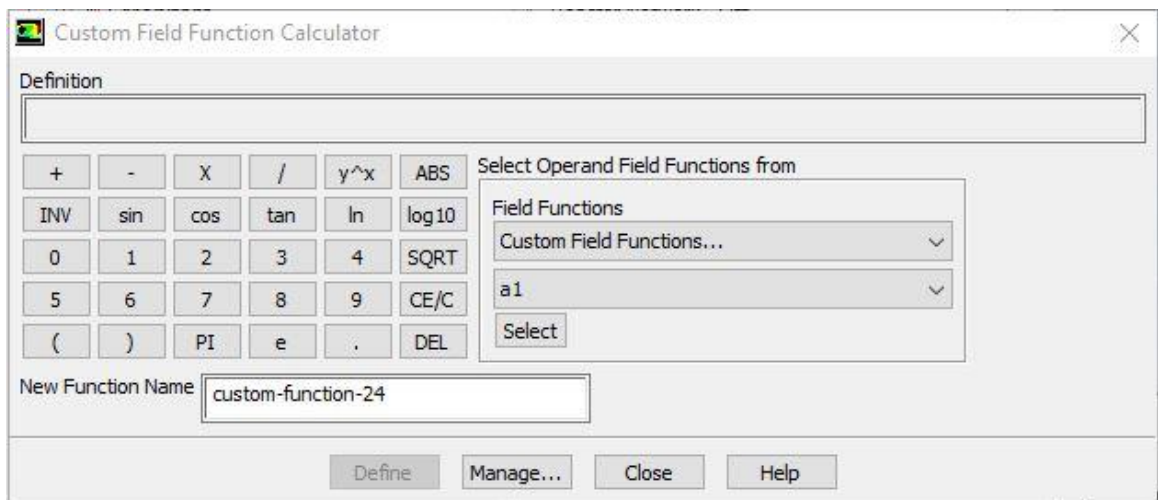 Custom Field Function Calculator
Definition
+ - X / y^x ABS
INV sin cos tan ln log10
0 1 2 3 4 SQRT
5 6 7 8 9 CE/C
( ) PI e . DEL
Select Operand Field Functions from
Field Functions
Custom Field Functions...
a1
Select
New Function Name custom-function-24
Define Manage... Close Help